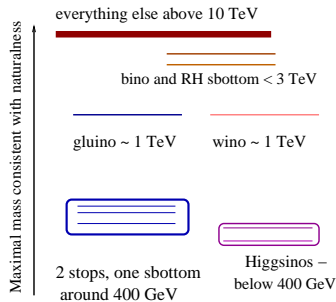 everything else above 10 TeV
bino and RH sbottom < 3 TeV
gluino ~ 1 TeV
wino ~ 1 TeV
2 stops, one sbottom
around 400 GeV
Higgsinos –
below 400 GeV
Maximal mass consistent with naturalness